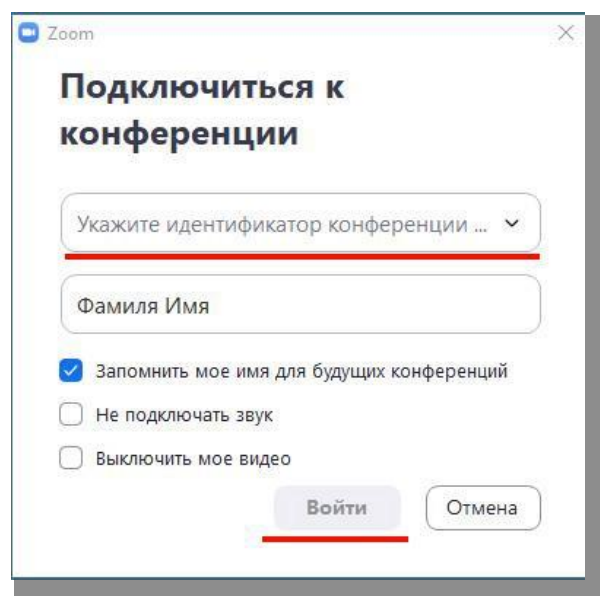 Zoom
Подключиться к
конференции
Укажите идентификатор конференции ...
Фамиля Имя
Запомнить мое имя для будущих конференций
Не подключать звук
Выключить мое видео
Войти Отмена